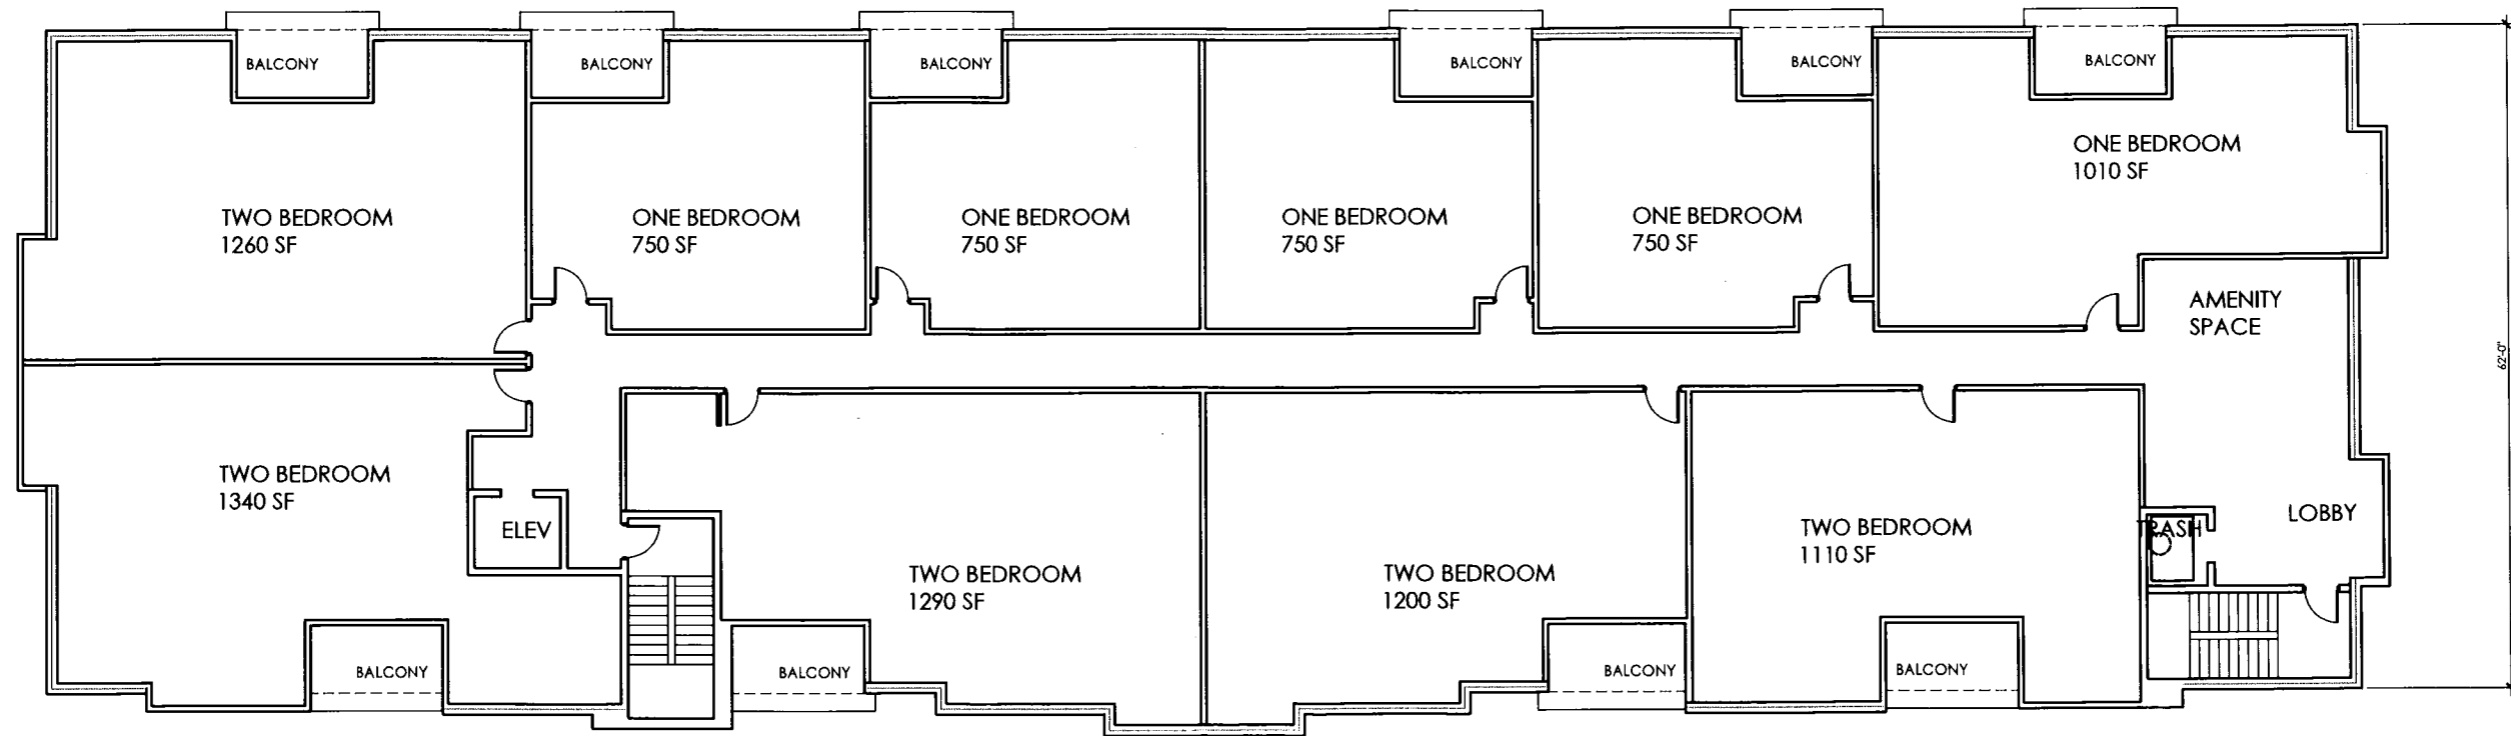 BALCONY
BALCONY
BALCONY
BALCONY
BALCONY
BALCONY
TWO BEDROOM
1260 SF
ONE BEDROOM
750 SF
ONE BEDROOM
750 SF
ONE BEDROOM
750 SF
ONE BEDROOM
750 SF
ONE BEDROOM
1010 SF
AMENITY
SPACE
62'-0"
TWO BEDROOM
1340 SF
ELEV
TWO BEDROOM
1290 SF
TWO BEDROOM
1200 SF
TWO BEDROOM
1110 SF
TRASH
LOBBY
BALCONY
BALCONY
BALCONY
BALCONY